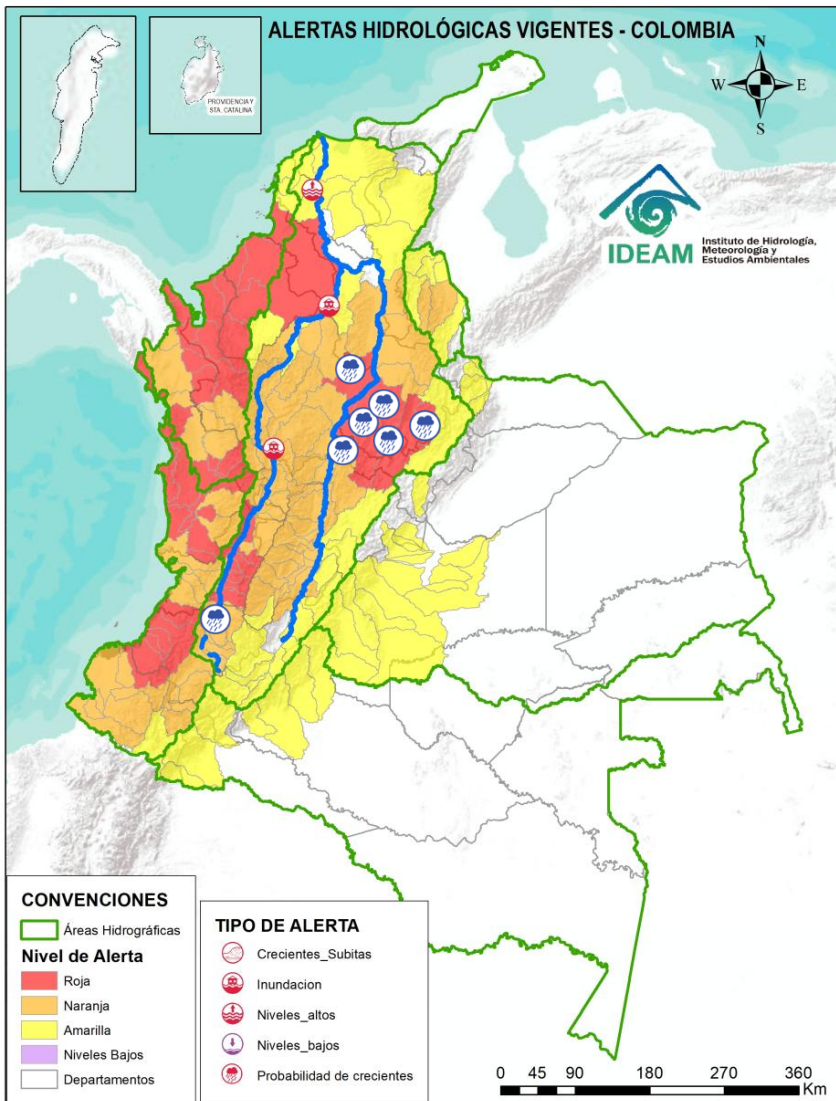 ALERTAS HIDROLÓGICAS VIGENTES - COLOMBIA
PROVIDENCIA Y
STA. CATALINA
N
W
E
S
IDEAM
Instituto de Hidrología,
Meteorología y
Estudios Ambientales
CONVENCIONES
Áreas Hidrográficas
Nivel de Alerta
Roja
Naranja
Amarilla
Niveles Bajos
Departamentos
TIPO DE ALERTA
Crecientes_Subitas
Inundacion
Niveles_altos
Niveles_bajos
Probabilidad de crecientes
0 45 90 180 270 360
Km